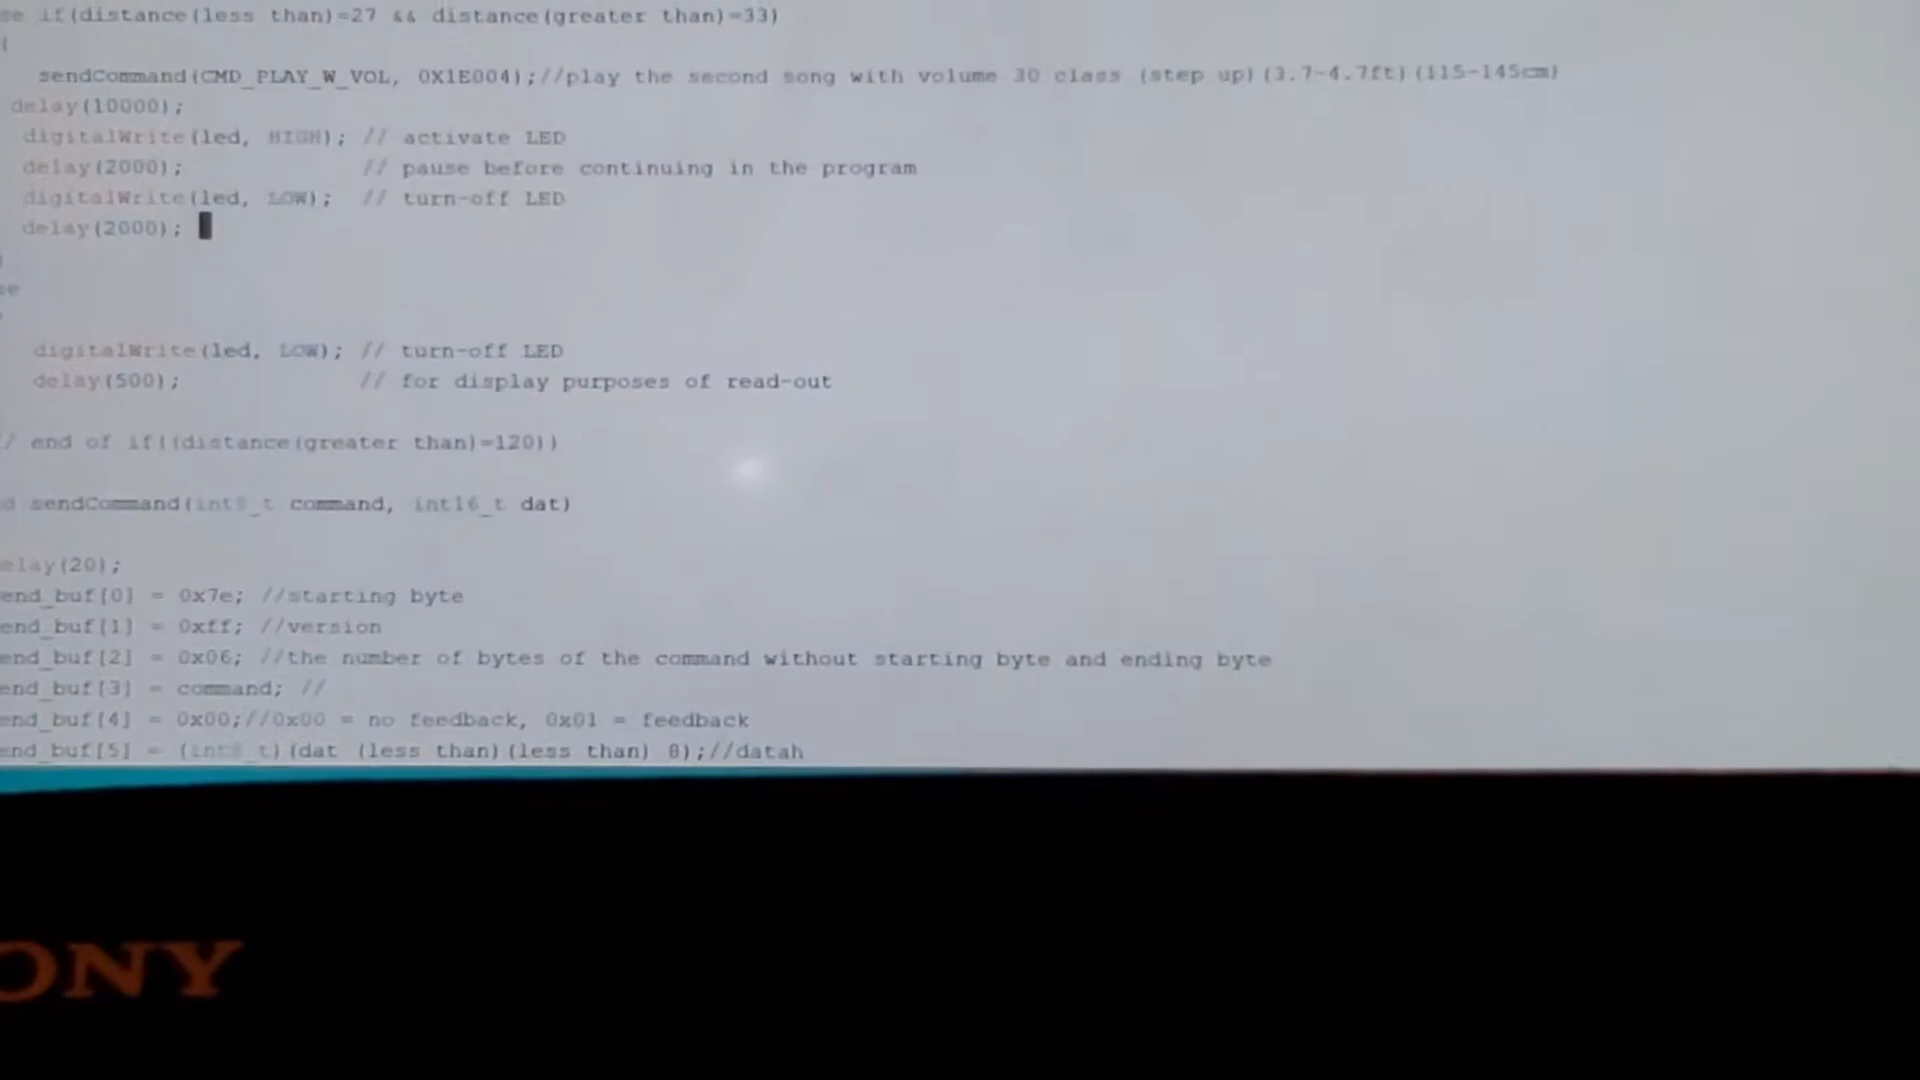 se if(distance(less than)=27 && distance(greater than)=33)
{
sendCommand(CMD_PLAY_W_VOL, 0X1E004);//play the second song with volume 30 class (step up)(3.7-4.7ft)(115-145cm)
delay(10000);
digitalWrite(led, HIGH); // activate LED
delay(2000); // pause before continuing in the program
digitalWrite(led, LOW); // turn-off LED
delay(2000);
}
se
digitalWrite(led, LOW); // turn-off LED
delay(500); // for display purposes of read-out
/ end of if((distance(greater than)=120))
d sendCommand(int8_t command, int16_t dat)
elay(20);
end_buf[0] = 0x7e; //starting byte
end_buf[1] = 0xff; //version
end_buf[2] = 0x06; //the number of bytes of the command without starting byte and ending byte
end_buf[3] = command; //
end_buf[4] = 0x00;//0x00 = no feedback, 0x01 = feedback
end_buf[5] = (int8_t)(dat (less than)(less than) 8);//datah
ONY